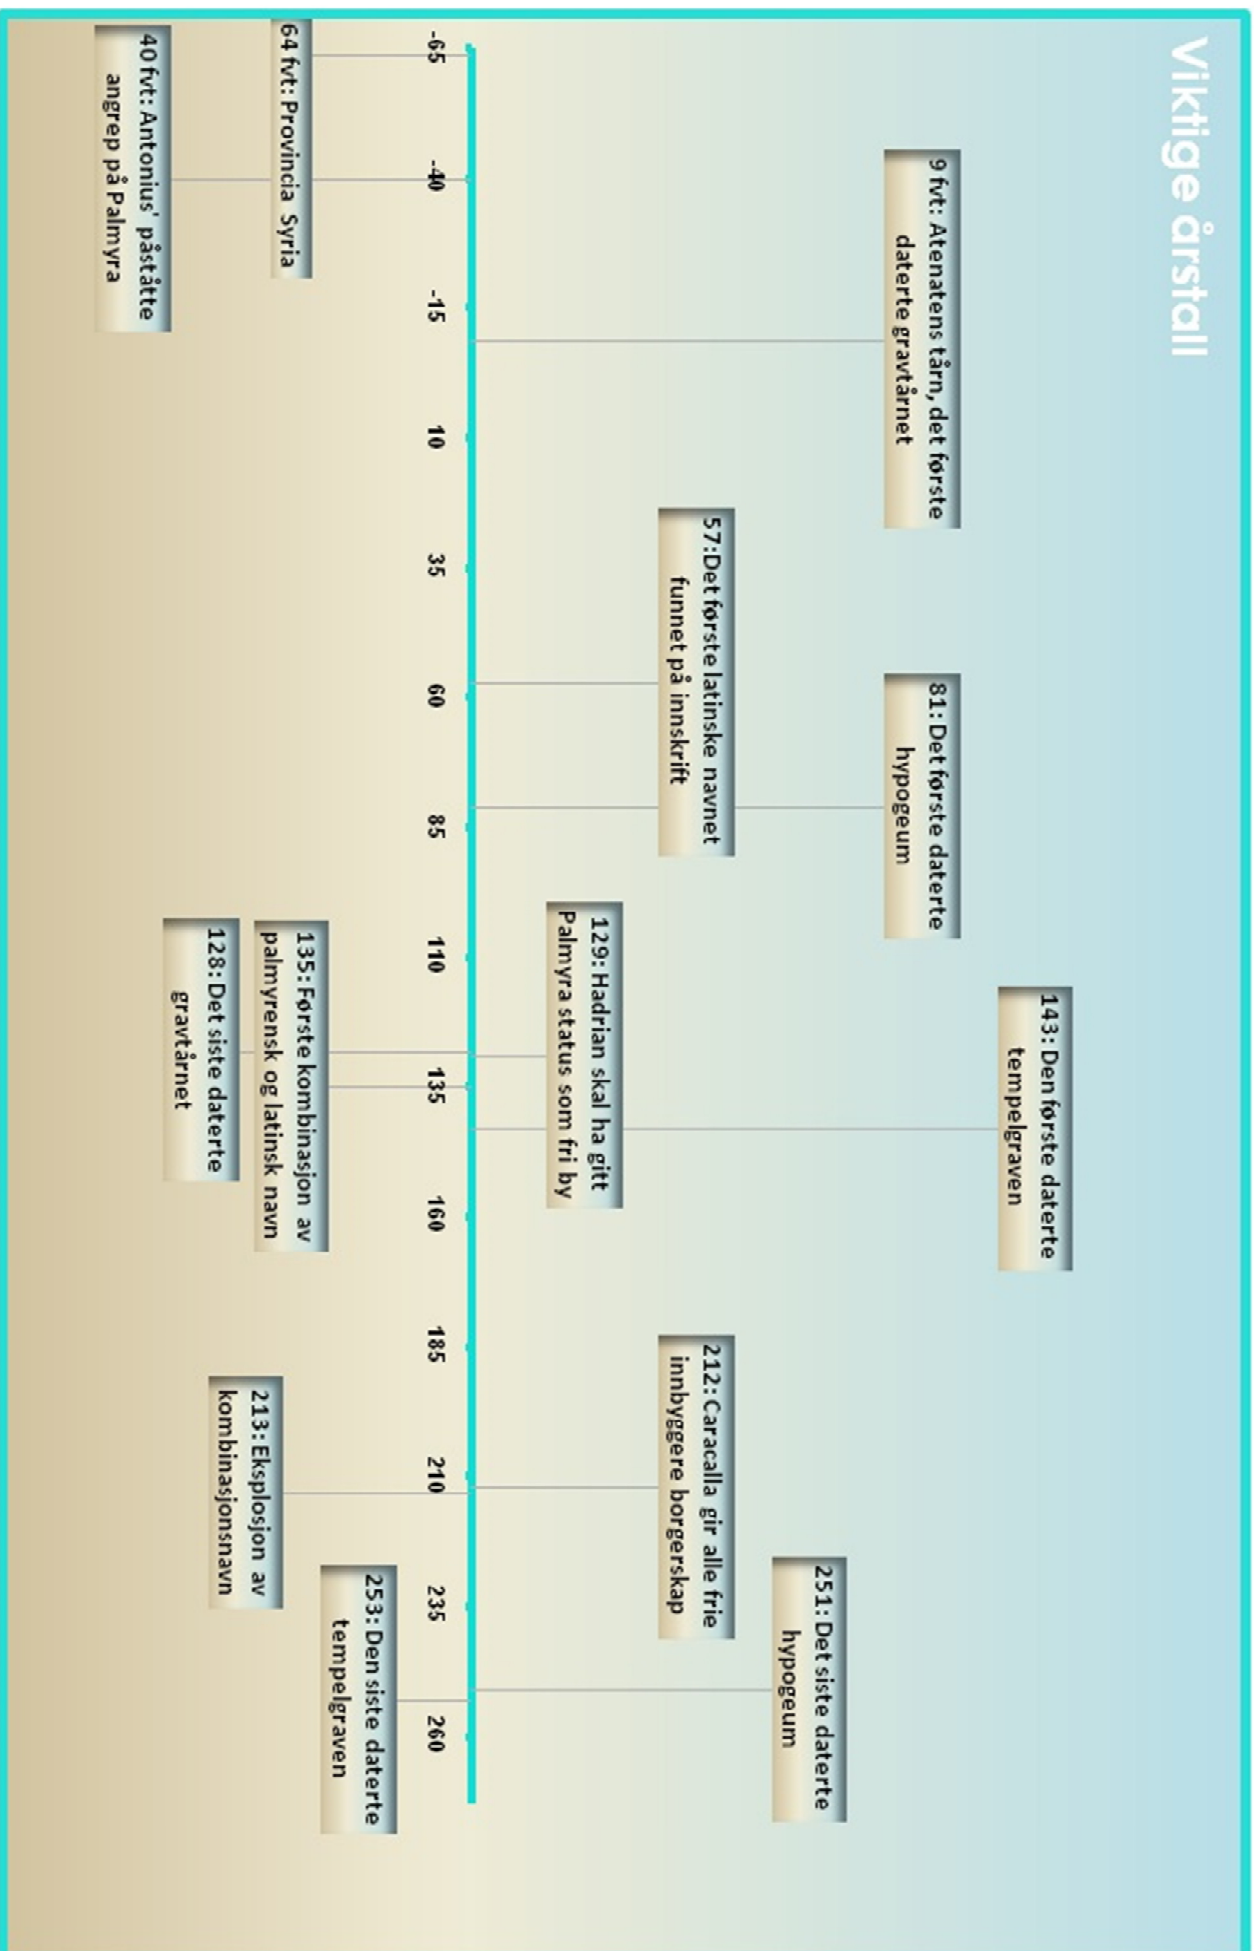 Viktige årstall
9 fvt: Atenatens tårn, det første
daterte gravtårnet
57: Det første latinske navnet
funnet på innskrift
81: Det første daterte
hypogeum
129: Hadrian skal ha gitt
Palmyra status som fri by
143: Den første daterte
tempelgraven
212: Caracalla gir alle frie
innbyggere borgerskap
251: Det siste daterte
hypogeum
-65
-40
-15
10
35
60
85
110
135
160
185
210
235
260
64 fvt: Provincia Syria
40 fvt: Antonius' påståtte
angrep på Palmyra
135: Første kombinasjon av
palmyrensk og latinsk navn
128: Det siste daterte
gravtårnet
213: Eksplosjon av
kombinasjonsnavn
253: Den siste daterte
tempelgraven